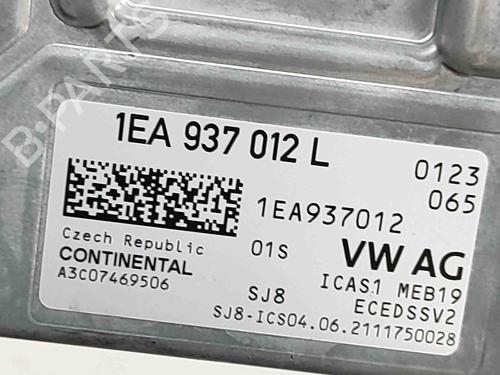 B-PARTS
1EA 937 012 L
0123
065
1EA937012
Czech Republic
01S
VW AG
CONTINENTAL
ICAS1 MEB19
A3C07469506
SJ8
ECEDSSV2
SJ8-ICS04.06.2111750028